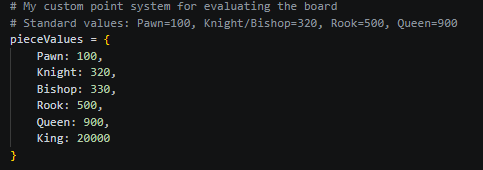 # My custom point system for evaluating the board
# Standard values: Pawn=100, Knight/Bishop=320, Rook=500, Queen=900
pieceValues = {
    Pawn: 100,
    Knight: 320,
    Bishop: 330,
    Rook: 500,
    Queen: 900,
    King: 20000
}